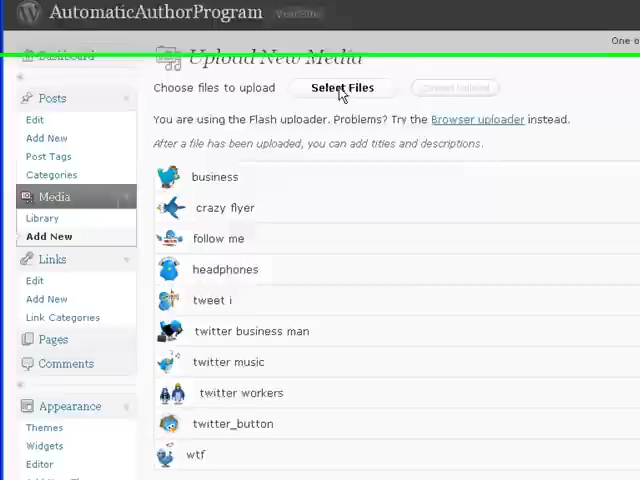 AutomaticAuthorProgram
One o
Dashboard
Upload New Media
Choose files to upload Select Files
Posts
Edit
Add New
Post Tags
Categories
Media
Library
Add New
Links
Edit
Add New
Link Categories
Pages
Comments
Appearance
Themes
Widgets
Editor
You are using the Flash uploader. Problems? Try the Browser uploader instead.
After a file has been uploaded, you can add titles and descriptions.
business
crazy flyer
follow me
headphones
tweet i
twitter business man
twitter music
twitter workers
twitter_button
wtf